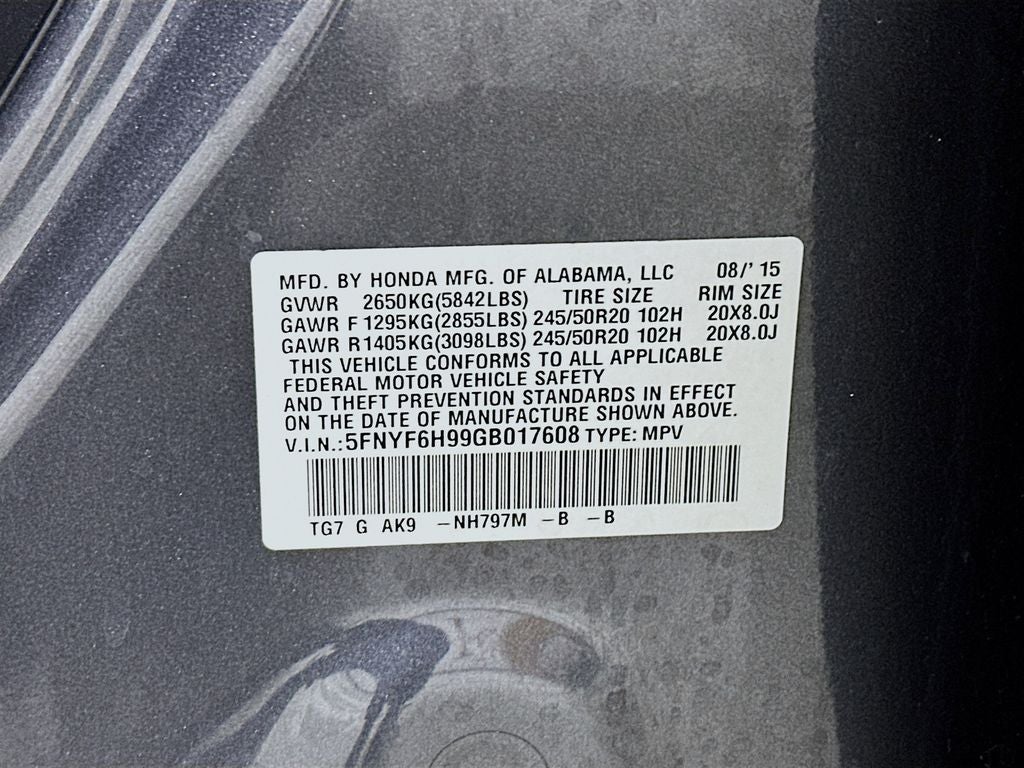 MFD. BY HONDA MFG. OF ALABAMA, LLC 08/' 15
GVWR 2650KG(5842LBS) TIRE SIZE RIM SIZE
GAWR F 1295KG(2855LBS) 245/50R20 102H 20X8.0J
GAWR R 1405KG(3098LBS) 245/50R20 102H 20X8.0J
THIS VEHICLE CONFORMS TO ALL APPLICABLE
FEDERAL MOTOR VEHICLE SAFETY
AND THEFT PREVENTION STANDARDS IN EFFECT
ON THE DATE OF MANUFACTURE SHOWN ABOVE.
V.I.N.: 5FNYF6H99GB017608 TYPE: MPV
TG7 G AK9 –NH797M –B –B